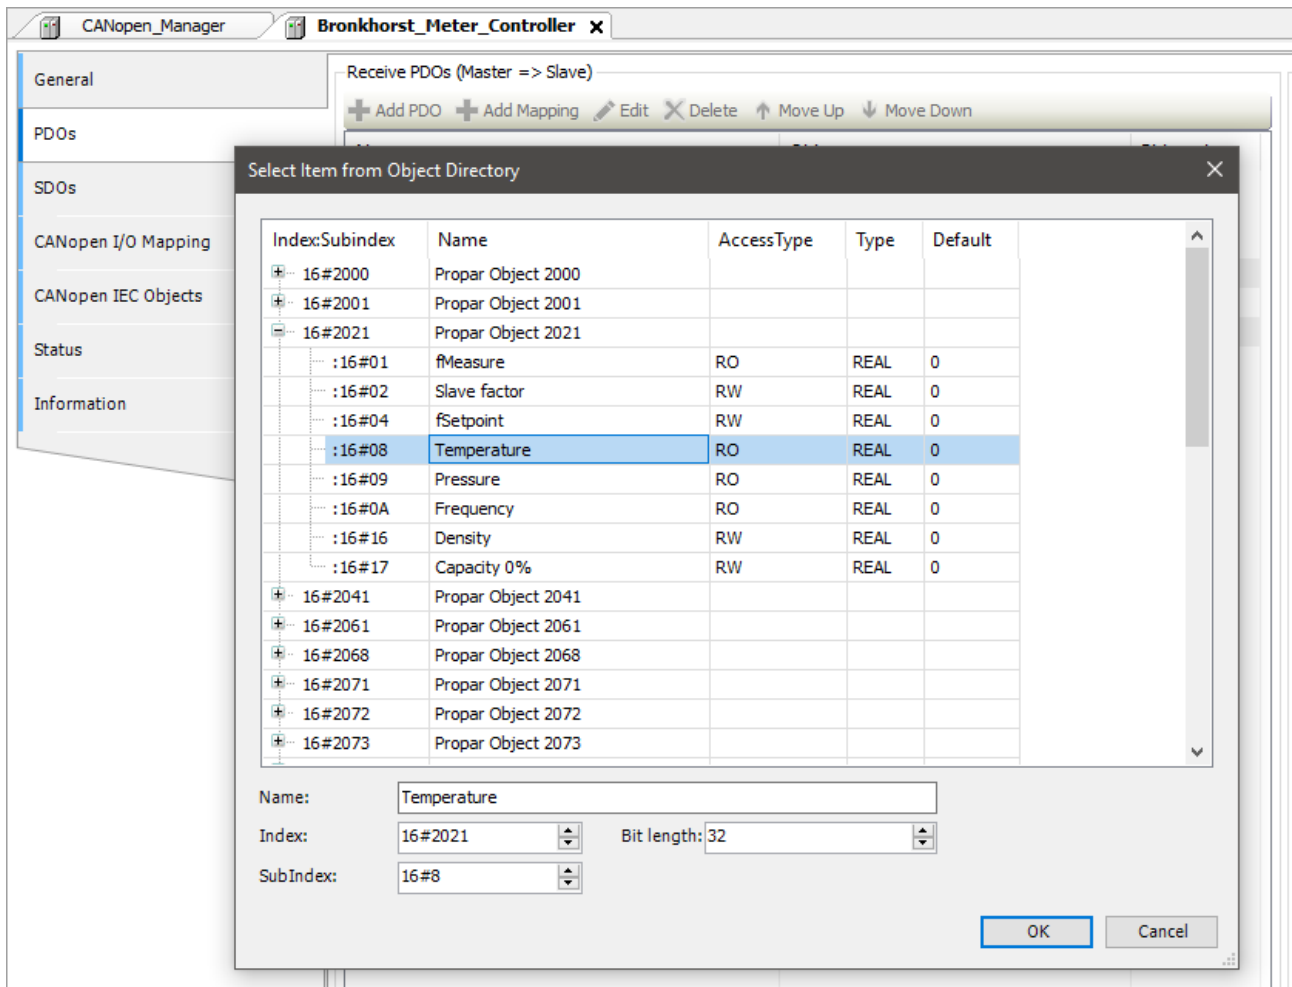 CANopen_Manager Bronkhorst_Meter_Controller
General
PDOs
SDOs
CANopen I/O Mapping
CANopen IEC Objects
Status
Information
Receive PDOs (Master => Slave)
Add PDO Add Mapping Edit Delete Move Up Move Down
Select Item from Object Directory
Index:Subindex Name AccessType Type Default
16#2000 Propar Object 2000
16#2001 Propar Object 2001
16#2021 Propar Object 2021
:16#01 fMeasure RO REAL 0
:16#02 Slave factor RW REAL 0
:16#04 fSetpoint RW REAL 0
:16#08 Temperature RO REAL 0
:16#09 Pressure RO REAL 0
:16#0A Frequency RO REAL 0
:16#16 Density RW REAL 0
:16#17 Capacity 0% RW REAL 0
16#2041 Propar Object 2041
16#2061 Propar Object 2061
16#2068 Propar Object 2068
16#2071 Propar Object 2071
16#2072 Propar Object 2072
16#2073 Propar Object 2073
Name: Temperature
Index: 16#2021 Bit length: 32
SubIndex: 16#8
OK Cancel